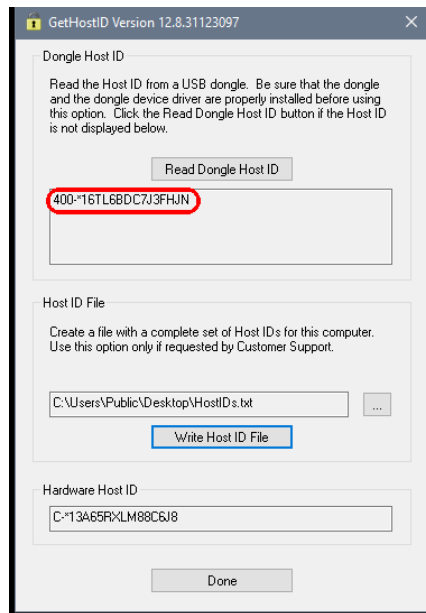 GetHostID Version 12.8.31123097
Dongle Host ID
Read the Host ID from a USB dongle. Be sure that the dongle
and the dongle device driver are properly installed before using
this option. Click the Read Dongle Host ID button if the Host ID
is not displayed below.
Read Dongle Host ID
400-*16TL6BDC7J3FHJN
Host ID File
Create a file with a complete set of Host IDs for this computer.
Use this option only if requested by Customer Support.
C:\Users\Public\Desktop\HostIDs.txt
...
Write Host ID File
Hardware Host ID
C-*13A65RXLM88C6J8
Done